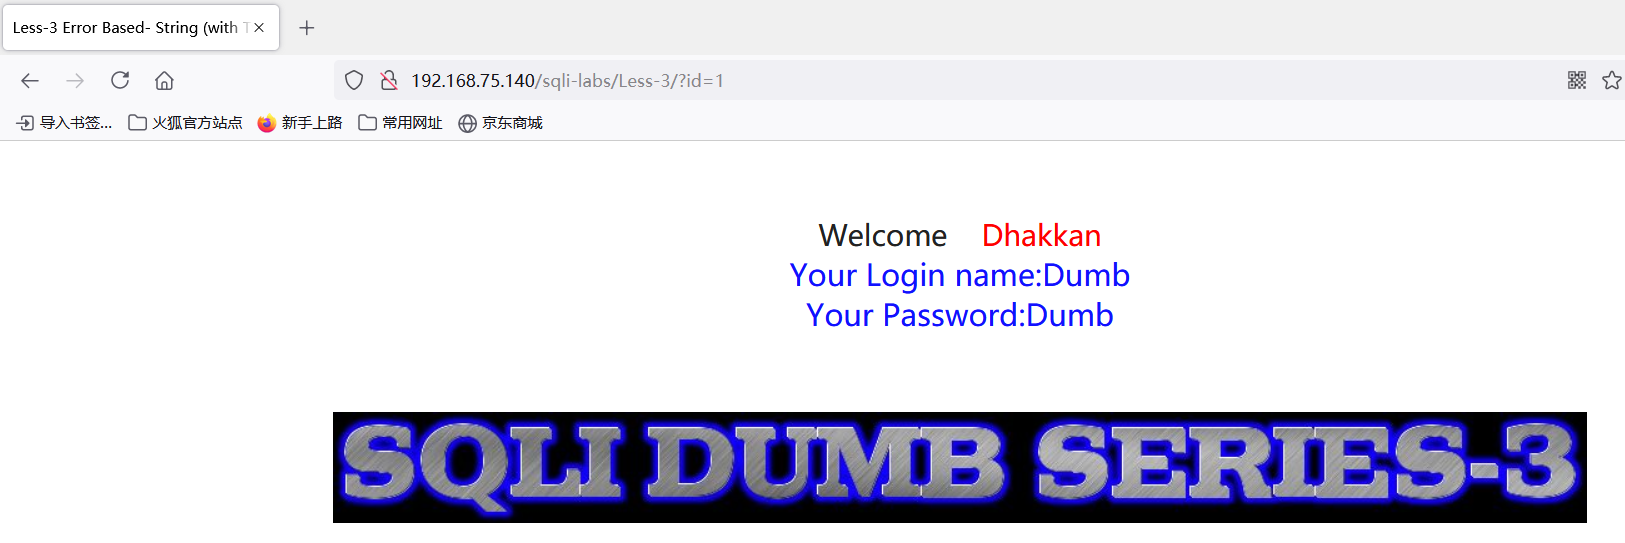 Less-3 Error Based- String (with T
192.168.75.140/sqli-labs/Less-3/?id=1
导入书签... 火狐官方站点 新手上路 常用网址 京东商城
Welcome Dhakkan
Your Login name:Dumb
Your Password:Dumb
SQLI DUMB SERIES-3